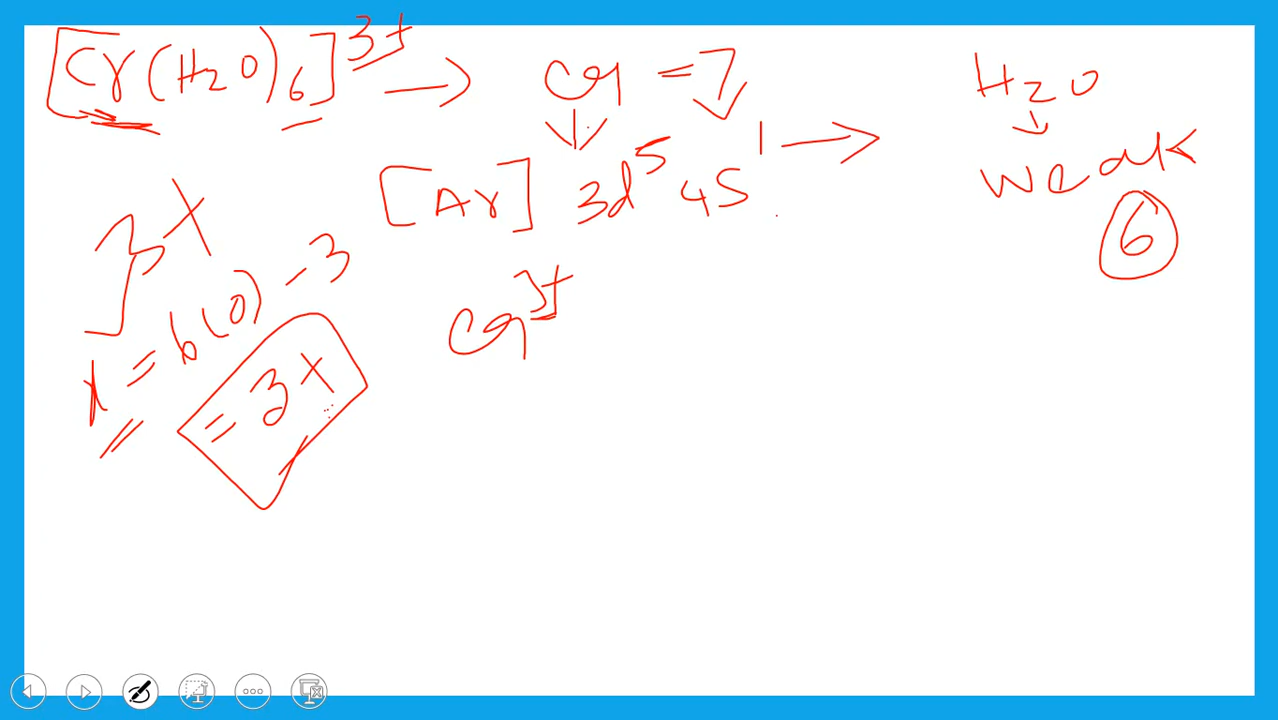 [Cr(H2O)6]3+ → Cr = 7
H2O
Weak
6
[Ar] 3d5 4s1 →
3+
x = 6(0) - 3
= 3+
Cr3+